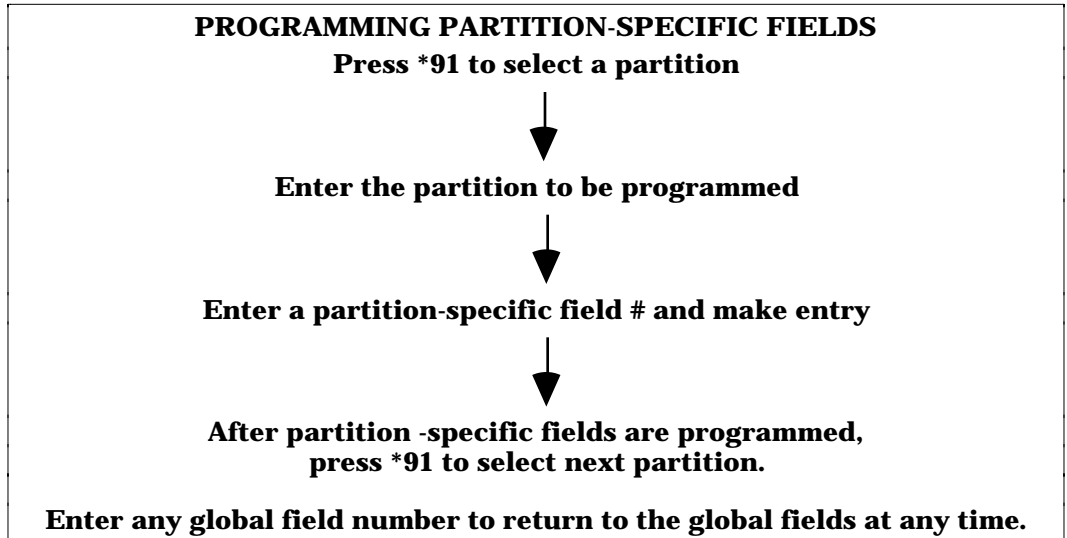 PROGRAMMING PARTITION-SPECIFIC FIELDS
Press *91 to select a partition
Enter the partition to be programmed
Enter a partition-specific field # and make entry
After partition -specific fields are programmed,
press *91 to select next partition.
Enter any global field number to return to the global fields at any time.